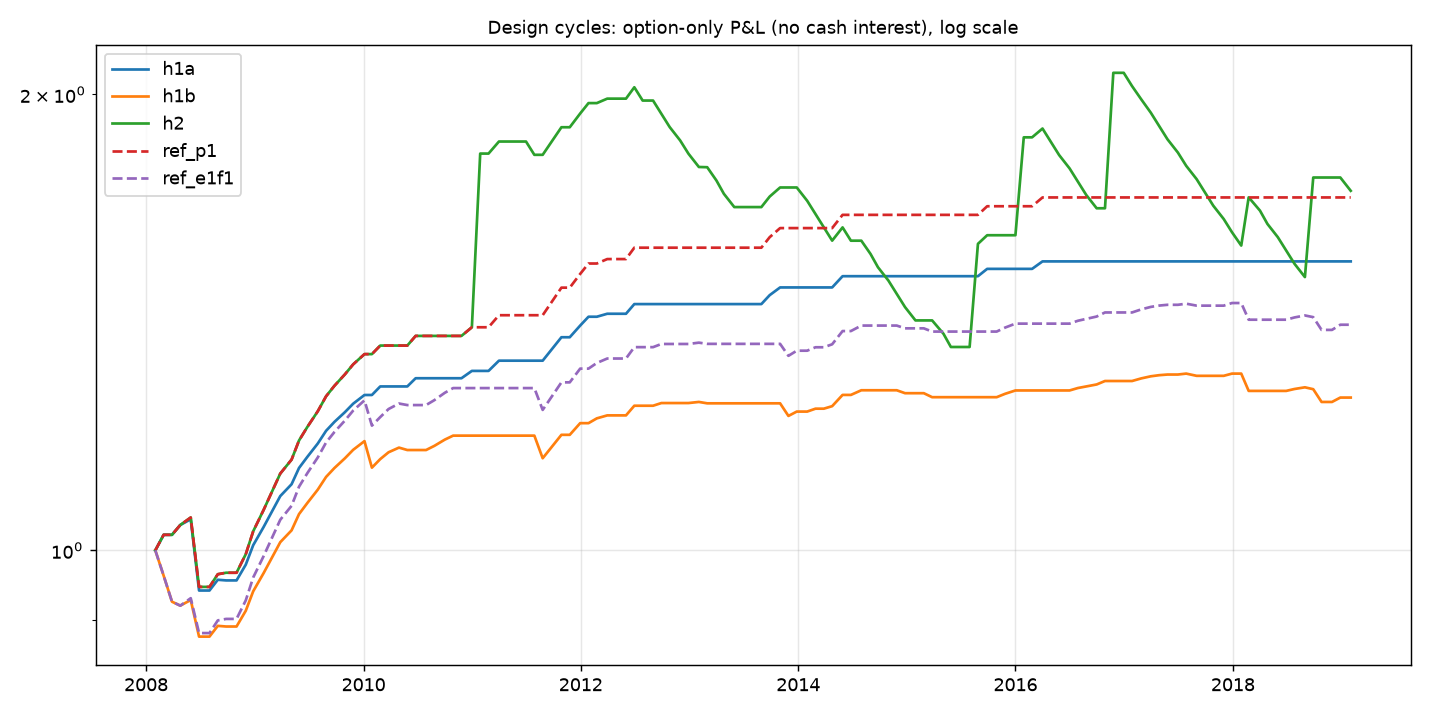 Design cycles: option-only P&L (no cash interest), log scale
h1a
h1b
h2
ref_p1
ref_e1f1
2 × 10⁰
10⁰
2008 2010 2012 2014 2016 2018